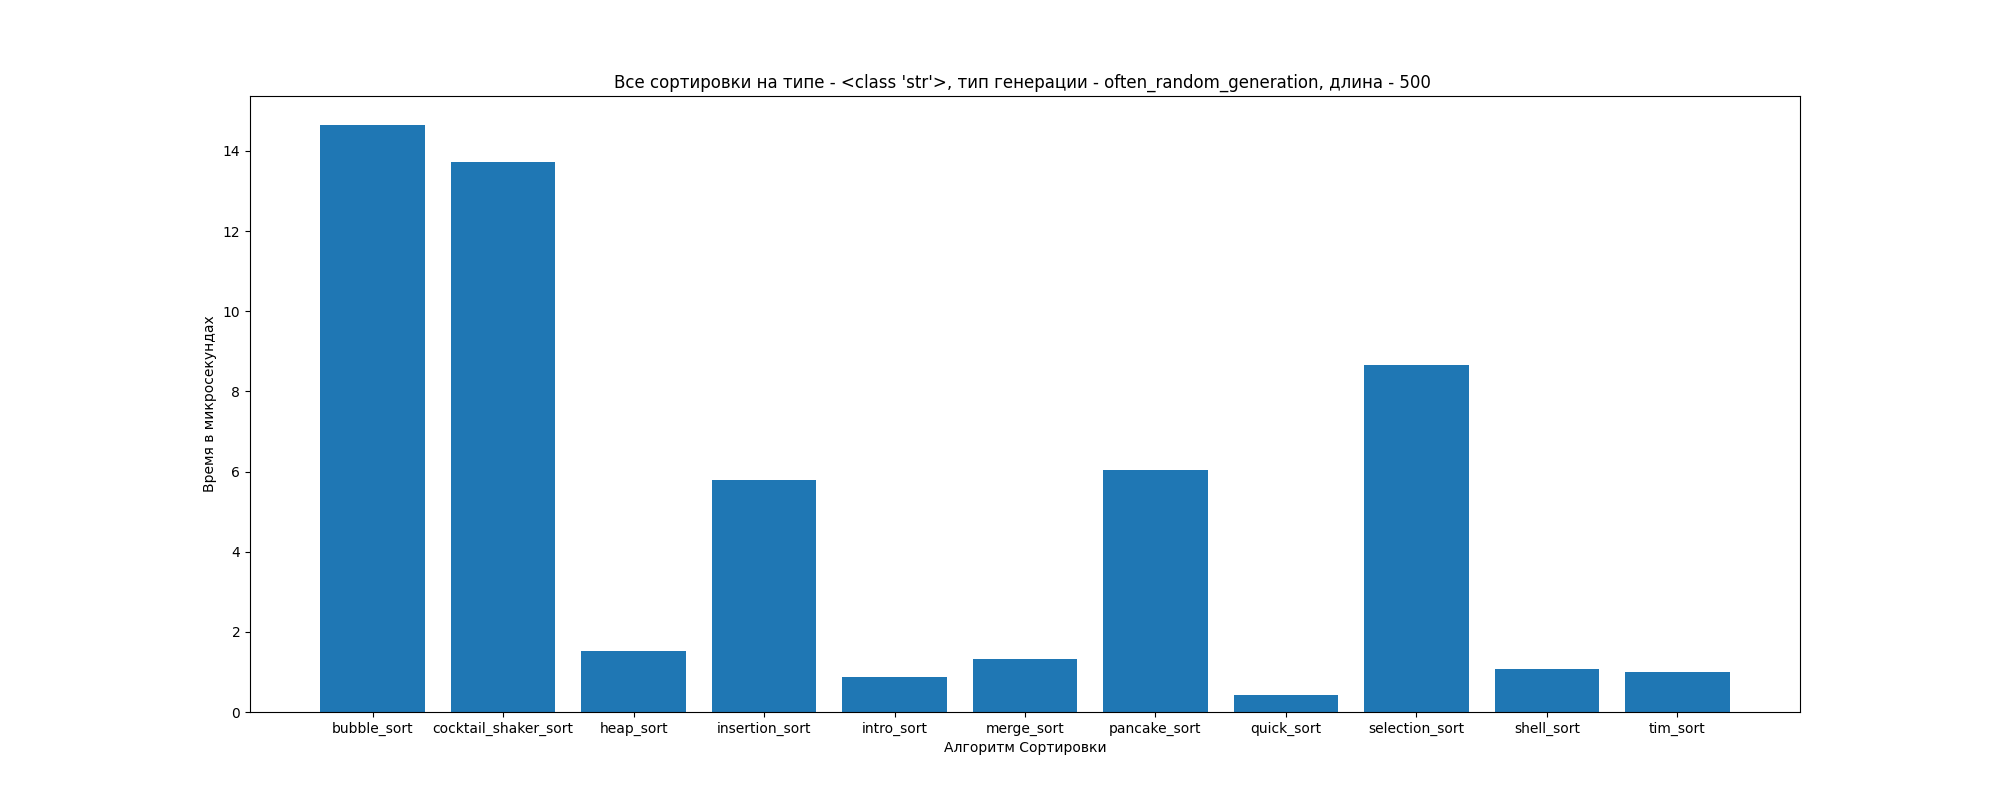 Все сортировки на типе - <class 'str'>, тип генерации - often_random_generation, длина - 500
Время в микросекундах
14
12
10
8
6
4
2
0
bubble_sort cocktail_shaker_sort heap_sort insertion_sort intro_sort merge_sort pancake_sort quick_sort selection_sort shell_sort tim_sort
Алгоритм Сортировки